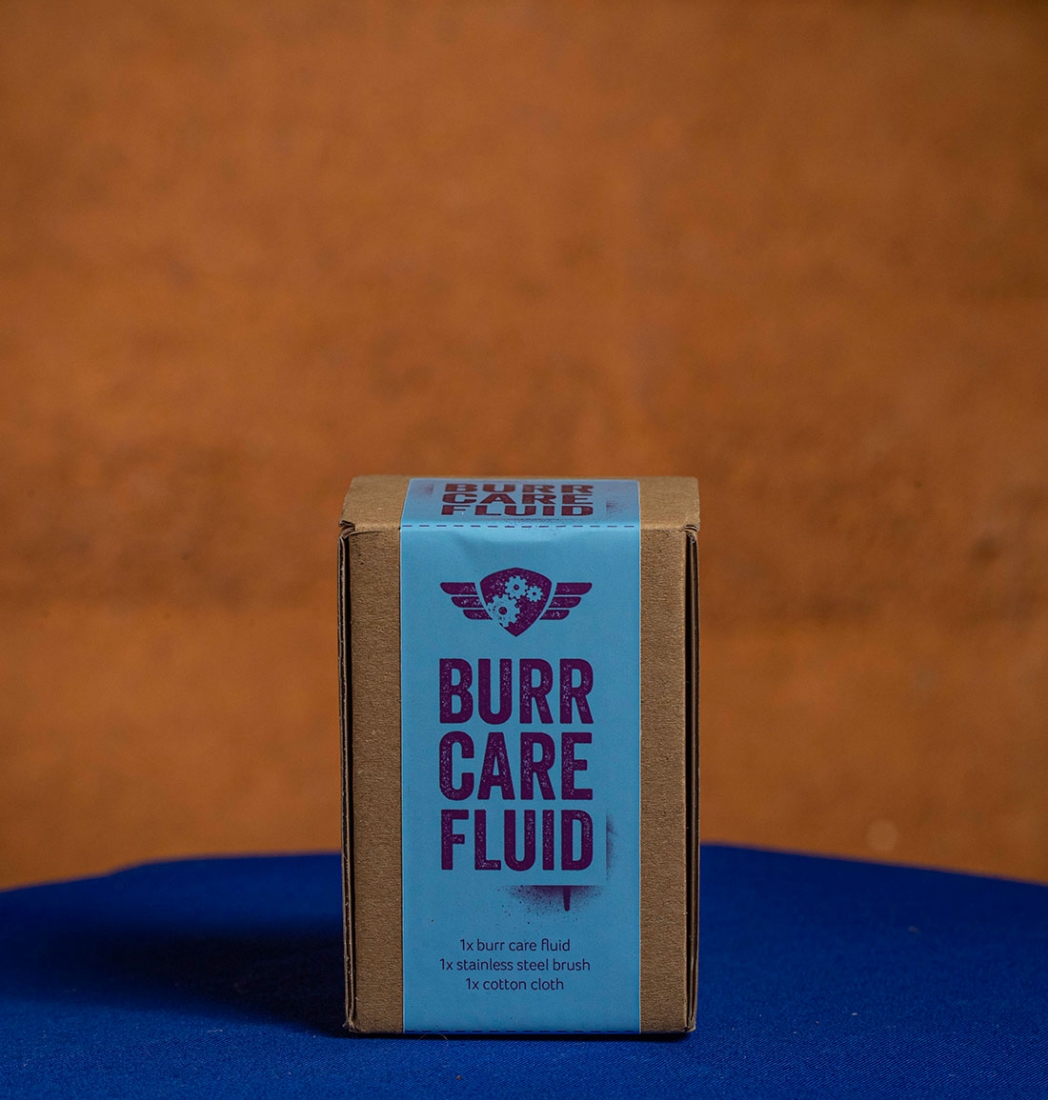 BURR
CARE
FLUID
BURR
CARE
FLUID
1x burr care fluid
1x stainless steel brush
1x cotton cloth